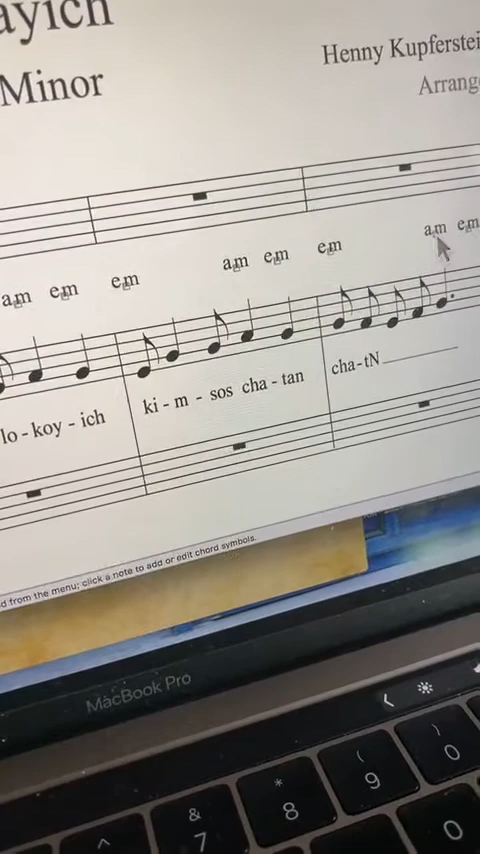 ayich
Minor
Henny Kupferstei
Arrang
am em em am em em am em
lo - koy - ich ki - m - sos cha - tan cha-tN
d from the menu; click a note to add or edit chord symbols.
MacBook Pro
^ & 7 * 8 ( 9 ) 0
0